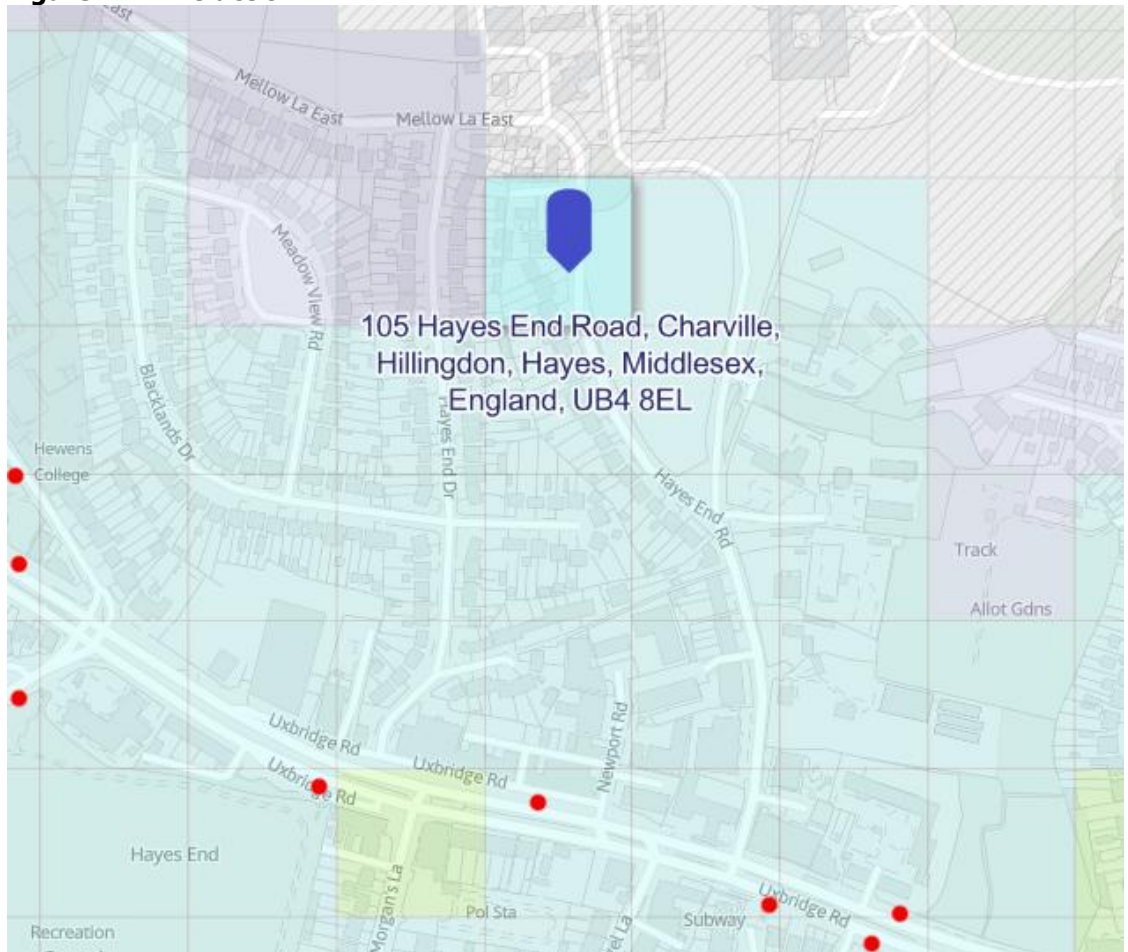 East
Mellow La East
Mellow La East
Meadow View Rd
105 Hayes End Road, Charville,
Hillingdon, Hayes, Middlesex,
England, UB4 8EL
Blacklands Dr
Hayes End Dr
Hewens
College
Hayes End Rd
Track
Allot Gdns
Uxbridge Rd
Uxbridge Rd
Uxbridge Rd
Newport Rd
Hayes End
Morgan's La
Pol Sta
Subway
Uxbridge Rd
Recreation